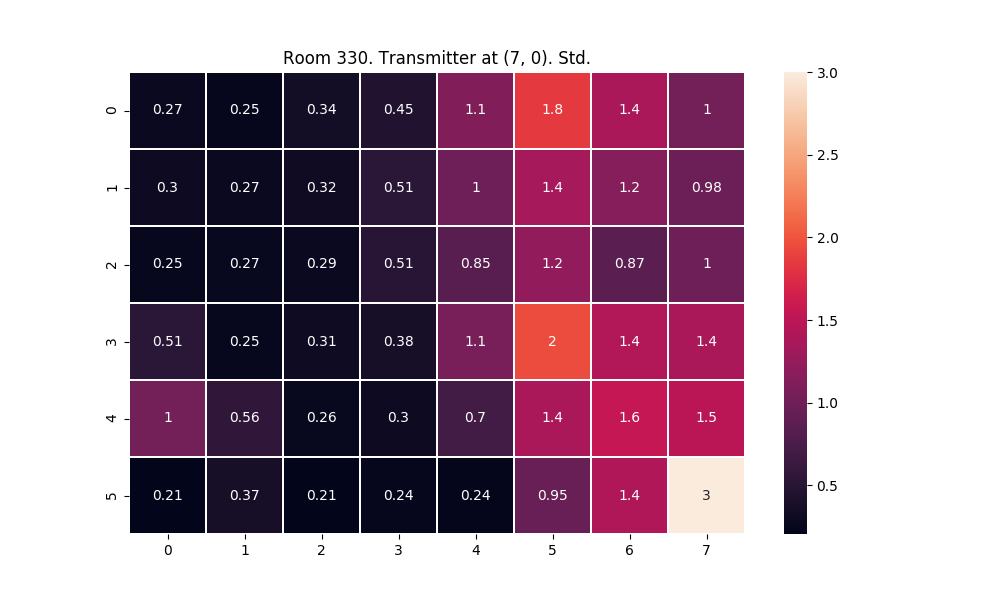 Room 330. Transmitter at (7, 0). Std.
0 0.27 0.25 0.34 0.45 1.1 1.8 1.4 1
1 0.3 0.27 0.32 0.51 1 1.4 1.2 0.98
2 0.25 0.27 0.29 0.51 0.85 1.2 0.87 1
3 0.51 0.25 0.31 0.38 1.1 2 1.4 1.4
4 1 0.56 0.26 0.3 0.7 1.4 1.6 1.5
5 0.21 0.37 0.21 0.24 0.24 0.95 1.4 3
0 1 2 3 4 5 6 7
3.0
2.5
2.0
1.5
1.0
0.5